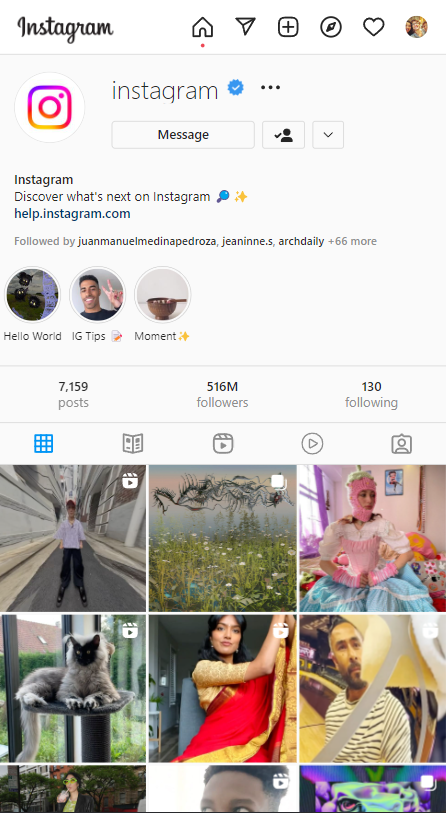 Instagram
instagram
Message
Instagram
Discover what's next on Instagram 🔎 ✨
help.instagram.com
Followed by juanmanuelmedinapedroza, jeaninne.s, archdaily +66 more
Hello World IG Tips 📝 Moment✨
7,159 516M 130
posts followers following